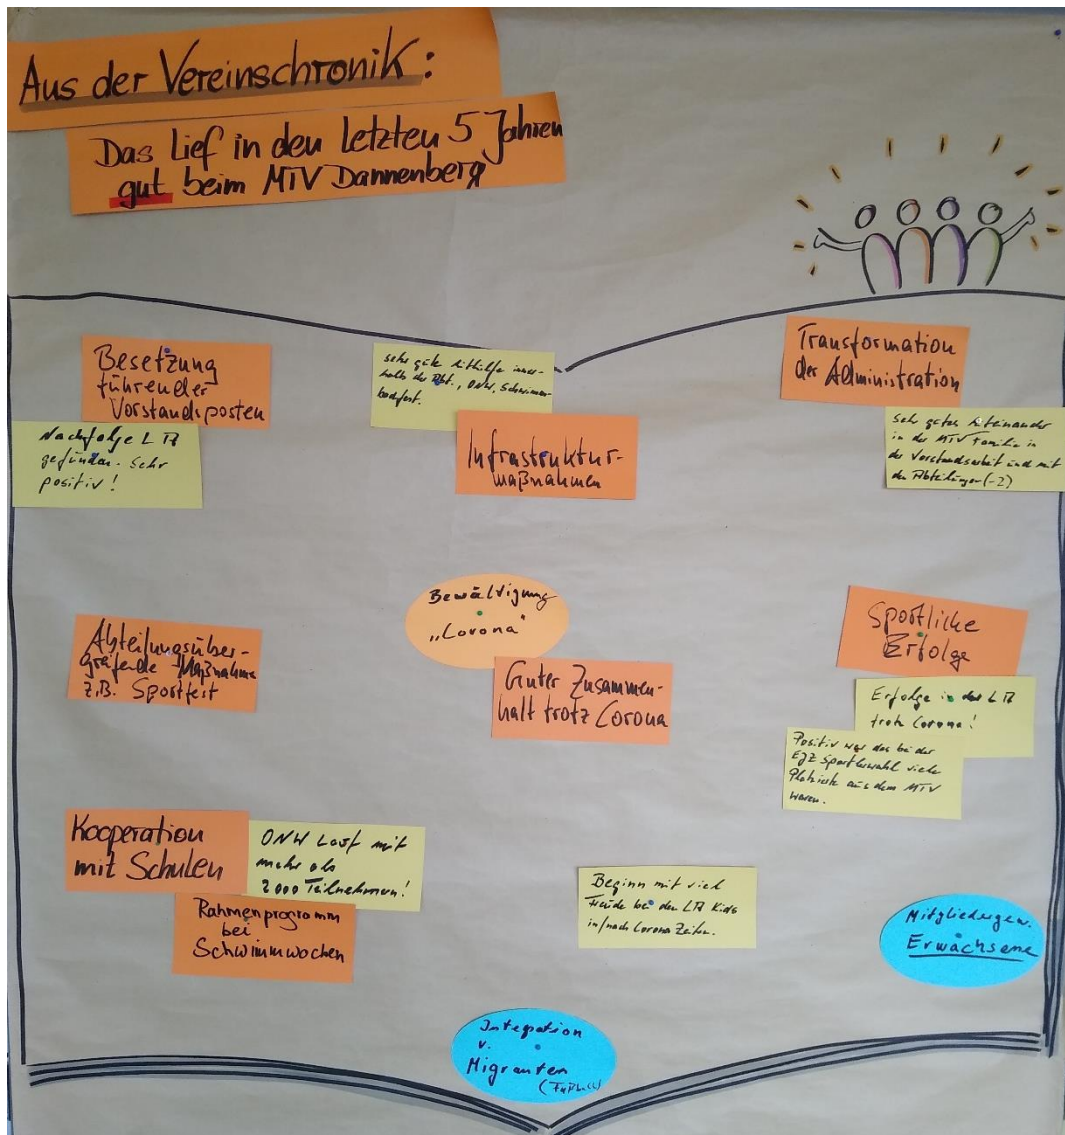 Aus der Vereinschronik:
Das lief in den letzten 5 Jahren
gut beim MTV Dannenberg
Besetzung
führender
Vorstandsposten
Nachfolge LA
gefunden. Sehr
positiv!
sehr gute Mithilfe inner-
halb der Abt., ONW, Schwimm-
badfest.
Infrastruktur-
maßnahmen
Transformation
der Administration
Sehr gutes Miteinander
in der MTV Familie in
der Vorstandsarbeit und mit
den Abteilungen (-2)
Bewältigung
„Corona"
Guter Zusammen-
halt trotz Corona
Abteilungsüber-
greifende Maßnahme
z.B. Sportfest
Sportliche
Erfolge
Erfolge in der LA
trotz Corona!
Positiv war das bei der
EJZ Sportlerwahl viele
Platzierte aus dem MTV
waren.
Kooperation
mit Schulen
ONW Lauf mit
mehr als
2000 Teilnehmern!
Rahmenprogramm
bei
Schwimmwochen
Beginn mit viel
Freude bei den LA Kids
in/nach Corona Zeiten.
Mitgliedergew.
Erwachsene
Integration
v.
Migranten
(Fußball)